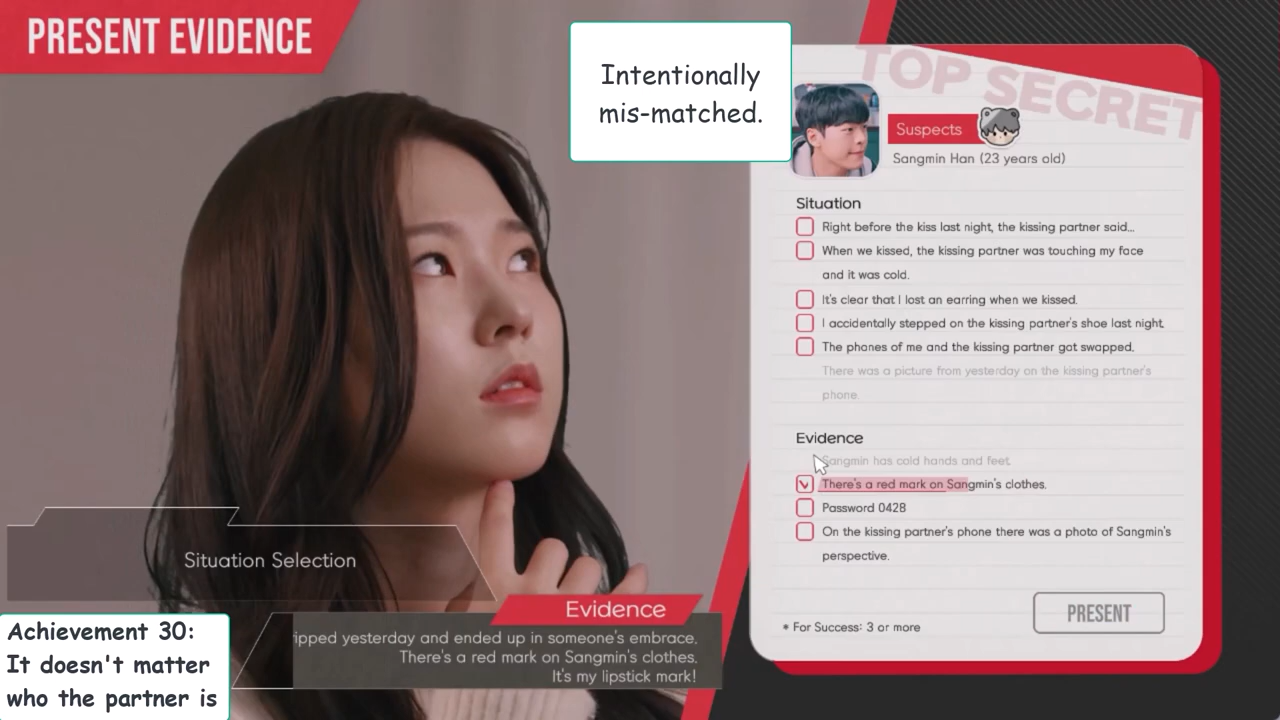 PRESENT EVIDENCE
Intentionally
mis-matched.
TOP SECRET
Suspects
Sangmin Han (23 years old)
Situation
Right before the kiss last night, the kissing partner said...
When we kissed, the kissing partner was touching my face
and it was cold.
It's clear that I lost an earring when we kissed.
I accidentally stepped on the kissing partner's shoe last night.
The phones of me and the kissing partner got swapped.
There was a picture from yesterday on the kissing partner's
phone.
Evidence
Sangmin has cold hands and feet.
There's a red mark on Sangmin's clothes.
Password 0428
On the kissing partner's phone there was a photo of Sangmin's
perspective.
PRESENT
* For Success: 3 or more
Situation Selection
Evidence
ipped yesterday and ended up in someone's embrace.
There's a red mark on Sangmin's clothes.
It's my lipstick mark!
Achievement 30:
It doesn't matter
who the partner is